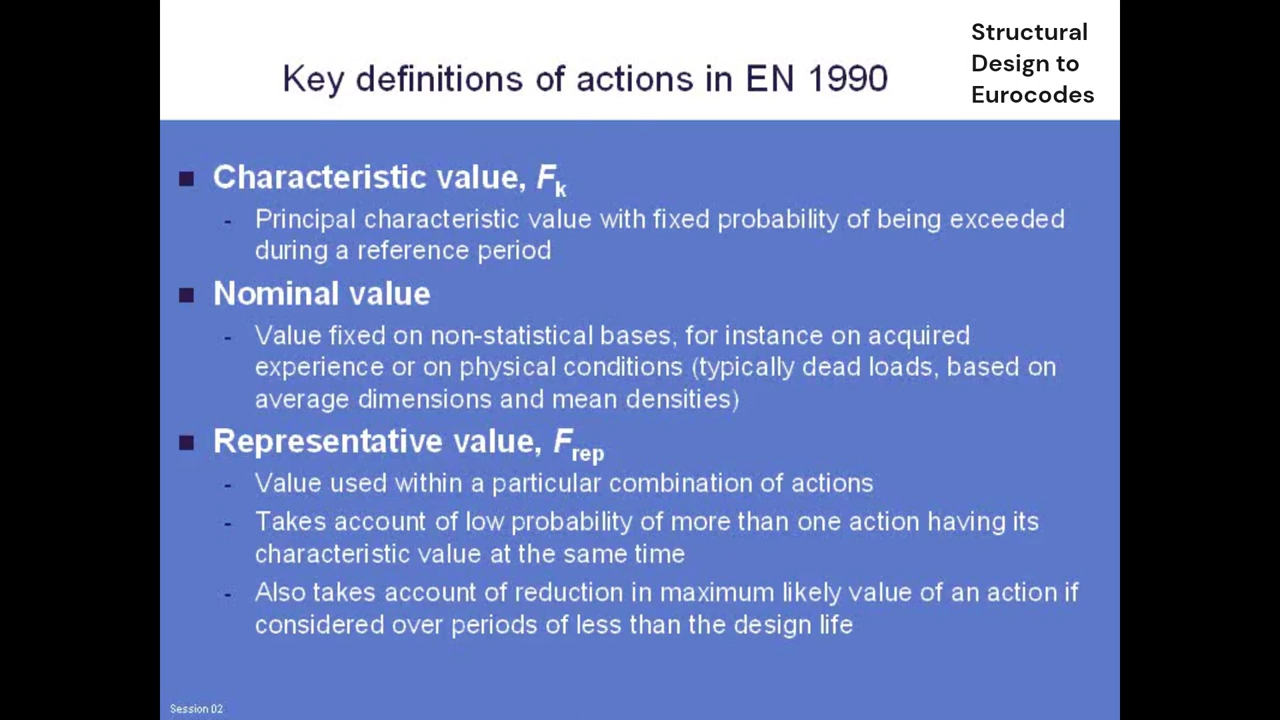 Structural
Design to
Eurocodes
Key definitions of actions in EN 1990
■ Characteristic value, Fk
- Principal characteristic value with fixed probability of being exceeded
during a reference period
■ Nominal value
- Value fixed on non-statistical bases, for instance on acquired
experience or on physical conditions (typically dead loads, based on
average dimensions and mean densities)
■ Representative value, Frep
- Value used within a particular combination of actions
- Takes account of low probability of more than one action having its
characteristic value at the same time
- Also takes account of reduction in maximum likely value of an action if
considered over periods of less than the design life
Session 02